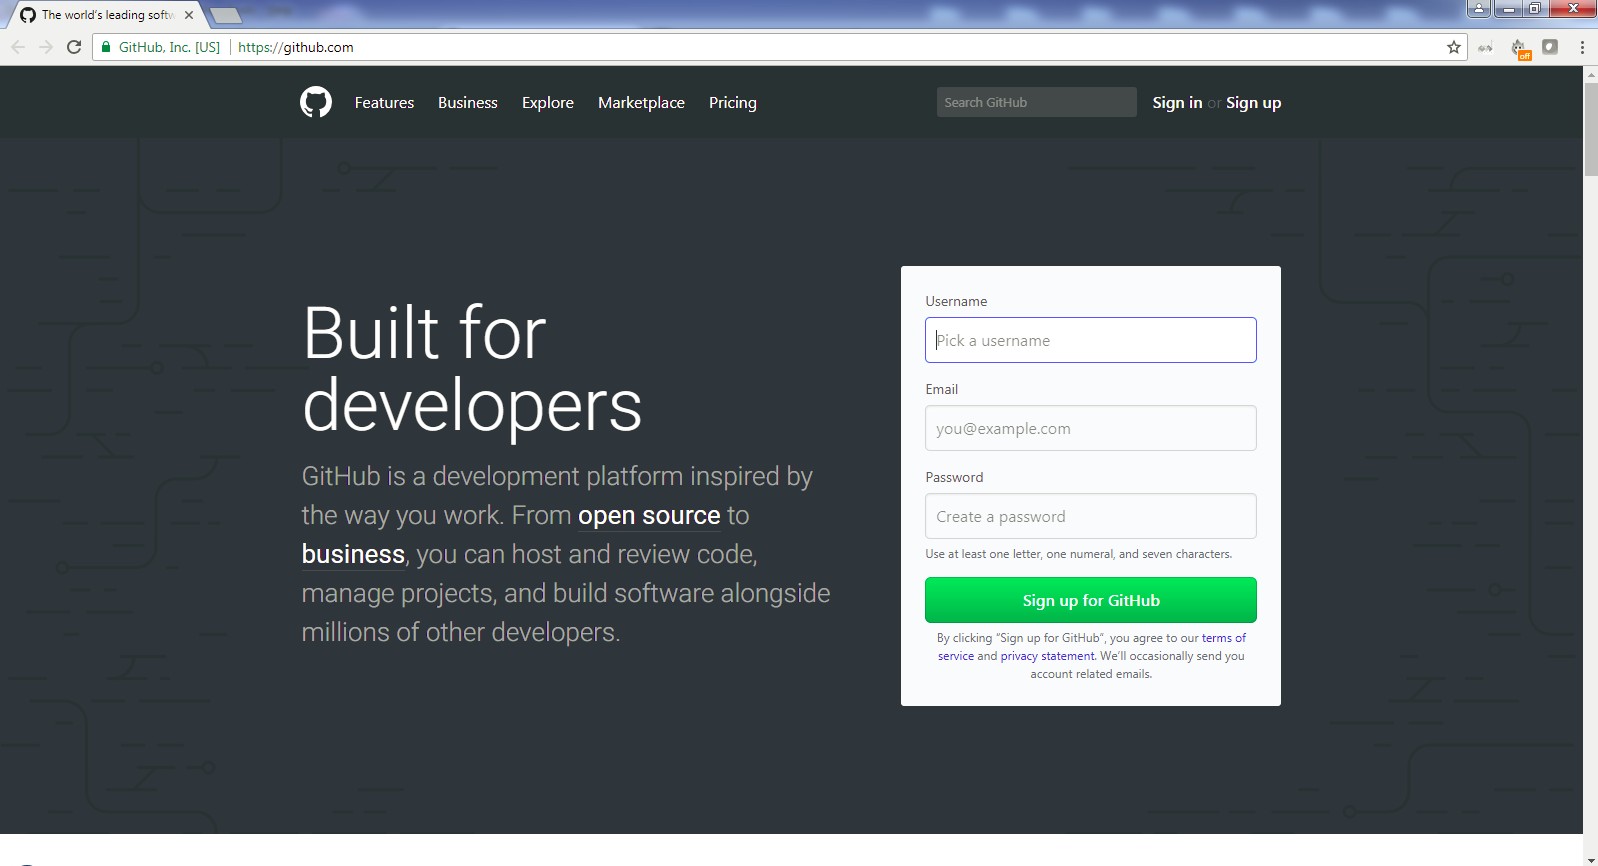 The world's leading softw
GitHub, Inc. [US] https://github.com
off
Features Business Explore Marketplace Pricing Search GitHub Sign in or Sign up
Built for
developers
GitHub is a development platform inspired by
the way you work. From open source to
business, you can host and review code,
manage projects, and build software alongside
millions of other developers.
Username
Pick a username
Email
you@example.com
Password
Create a password
Use at least one letter, one numeral, and seven characters.
Sign up for GitHub
By clicking “Sign up for GitHub”, you agree to our terms of
service and privacy statement. We’ll occasionally send you
account related emails.